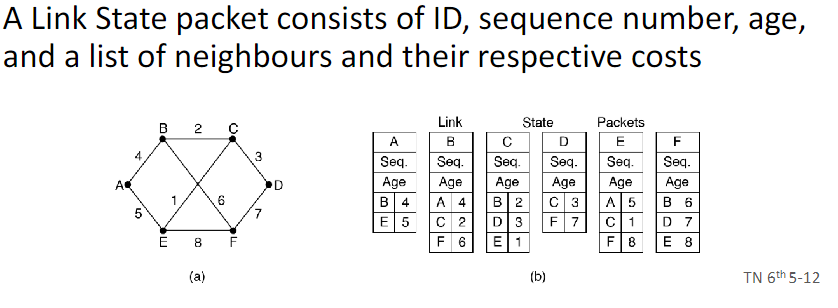 A Link State packet consists of ID, sequence number, age,
and a list of neighbours and their respective costs
Link State Packets
B 2 C
4 3
A D
1 6
5 7
E 8 F
(a)
A B C D E F
Seq. Seq. Seq. Seq. Seq. Seq.
Age Age Age Age Age Age
B 4 A 4 B 2 C 3 A 5 B 6
E 5 C 2 D 3 F 7 C 1 D 7
F 6 E 1 F 8 E 8
(b)
TN 6th 5-12